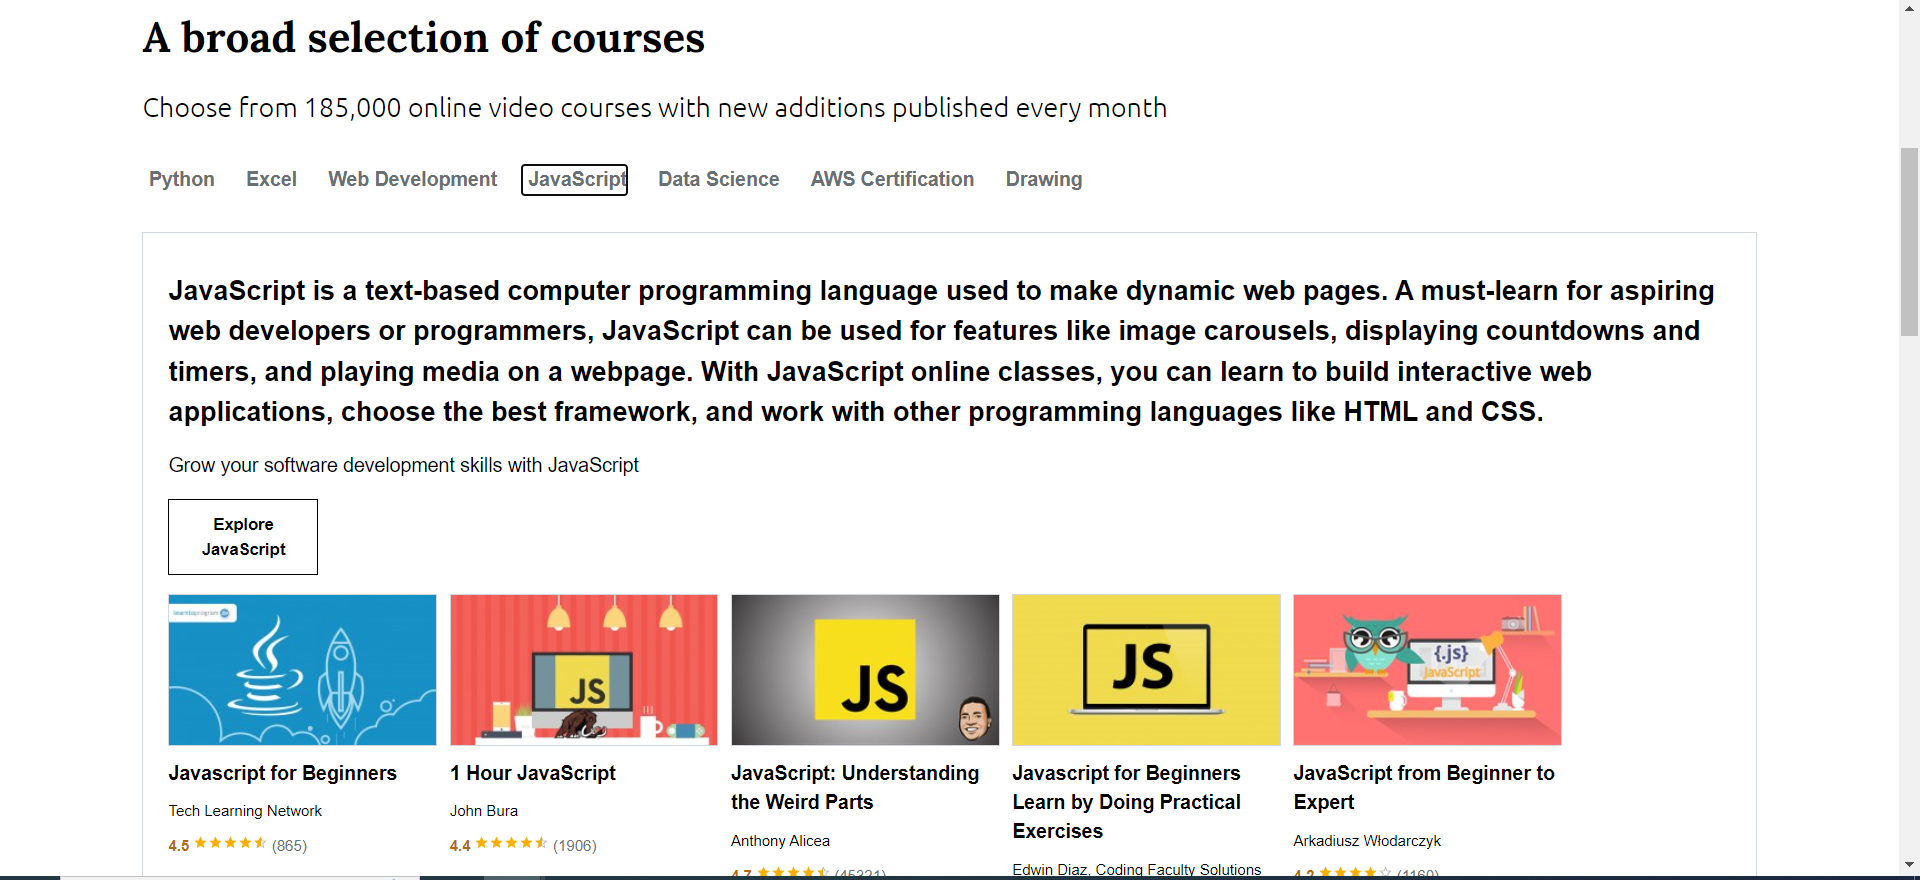 A broad selection of courses
Choose from 185,000 online video courses with new additions published every month
Python Excel Web Development JavaScript Data Science AWS Certification Drawing
JavaScript is a text-based computer programming language used to make dynamic web pages. A must-learn for aspiring
web developers or programmers, JavaScript can be used for features like image carousels, displaying countdowns and
timers, and playing media on a webpage. With JavaScript online classes, you can learn to build interactive web
applications, choose the best framework, and work with other programming languages like HTML and CSS.
Grow your software development skills with JavaScript
Explore
JavaScript
learntoprogram
JS
JS
JS
{.js}
JavaScript
Javascript for Beginners
Tech Learning Network
4.5 (865)
1 Hour JavaScript
John Bura
4.4 (1906)
JavaScript: Understanding
the Weird Parts
Anthony Alicea
4.7 (45321)
Javascript for Beginners
Learn by Doing Practical
Exercises
Edwin Diaz, Coding Faculty Solutions
JavaScript from Beginner to
Expert
Arkadiusz Włodarczyk
4.2 (1160)